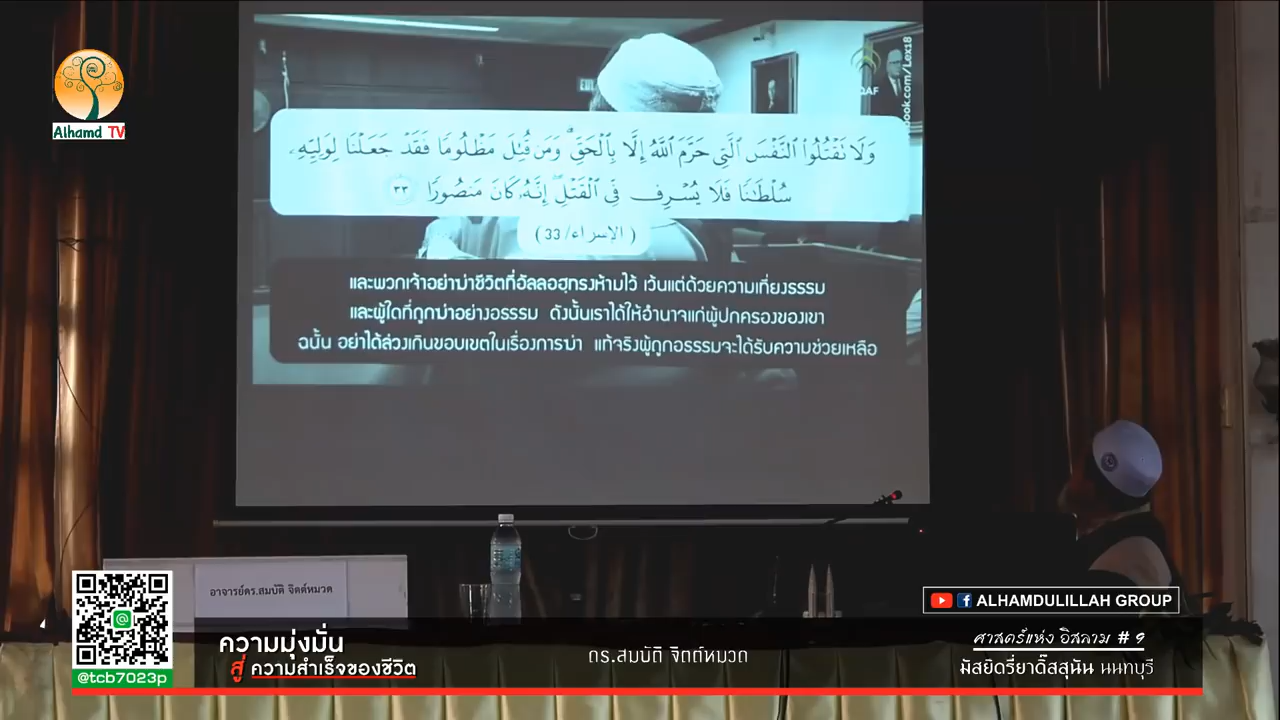 Alhamd TV
book.com/Lex18
QAF
وَلَا تَقْتُلُوا۟ ٱلنَّفْسَ ٱلَّتِى حَرَّمَ ٱللَّهُ إِلَّا بِٱلْحَقِّ ۗ وَمَن قُتِلَ مَظْلُومًا فَقَدْ جَعَلْنَا لِوَلِيِّهِۦ
سُلْطَٰنًا فَلَا يُسْرِف فِّى ٱلْقَتْلِ ۖ إِنَّهُۥ كَانَ مَنصُورًا ٣٣
( الإسراء/ 33 )
และพวกเจ้าอย่าฆ่าชีวิตที่อัลลอฮฺทรงห้ามไว้ เว้นแต่ด้วยความเที่ยงธรรม
และผู้ใดที่ถูกฆ่าอย่างอธรรม ดังนั้นเราได้ให้อำนาจแก่ผู้ปกครองของเขา
ฉนั้น อย่าได้ล่วงเกินขอบเขตในเรื่องการฆ่า แท้จริงผู้ถูกอธรรมจะได้รับความช่วยเหลือ
อาจารย์ดร.สมบัติ จิตต์หมวด
@tcb7023p
ความมุ่งมั่น
สู่ ความสำเร็จของชีวิต
ดร.สมบัติ จิตต์หมวด
ALHAMDULILLAH GROUP
ศาสตร์แห่ง อิสลาม # 9
มัสยิดรี่ยาดิ๊สสุนัน นนทบุรี